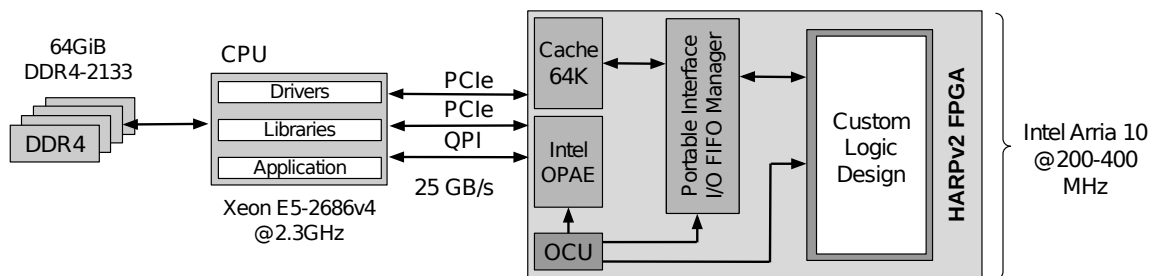 64GiB
DDR4-2133
DDR4
CPU
Drivers
Libraries
Application
Xeon E5-2686v4
@2.3GHz
PCIe
PCIe
QPI
25 GB/s
Cache
64K
Intel
OPAE
OCU
Portable Interface
I/O FIFO Manager
Custom
Logic
Design
HARPv2 FPGA
Intel Arria 10
@200-400
MHz